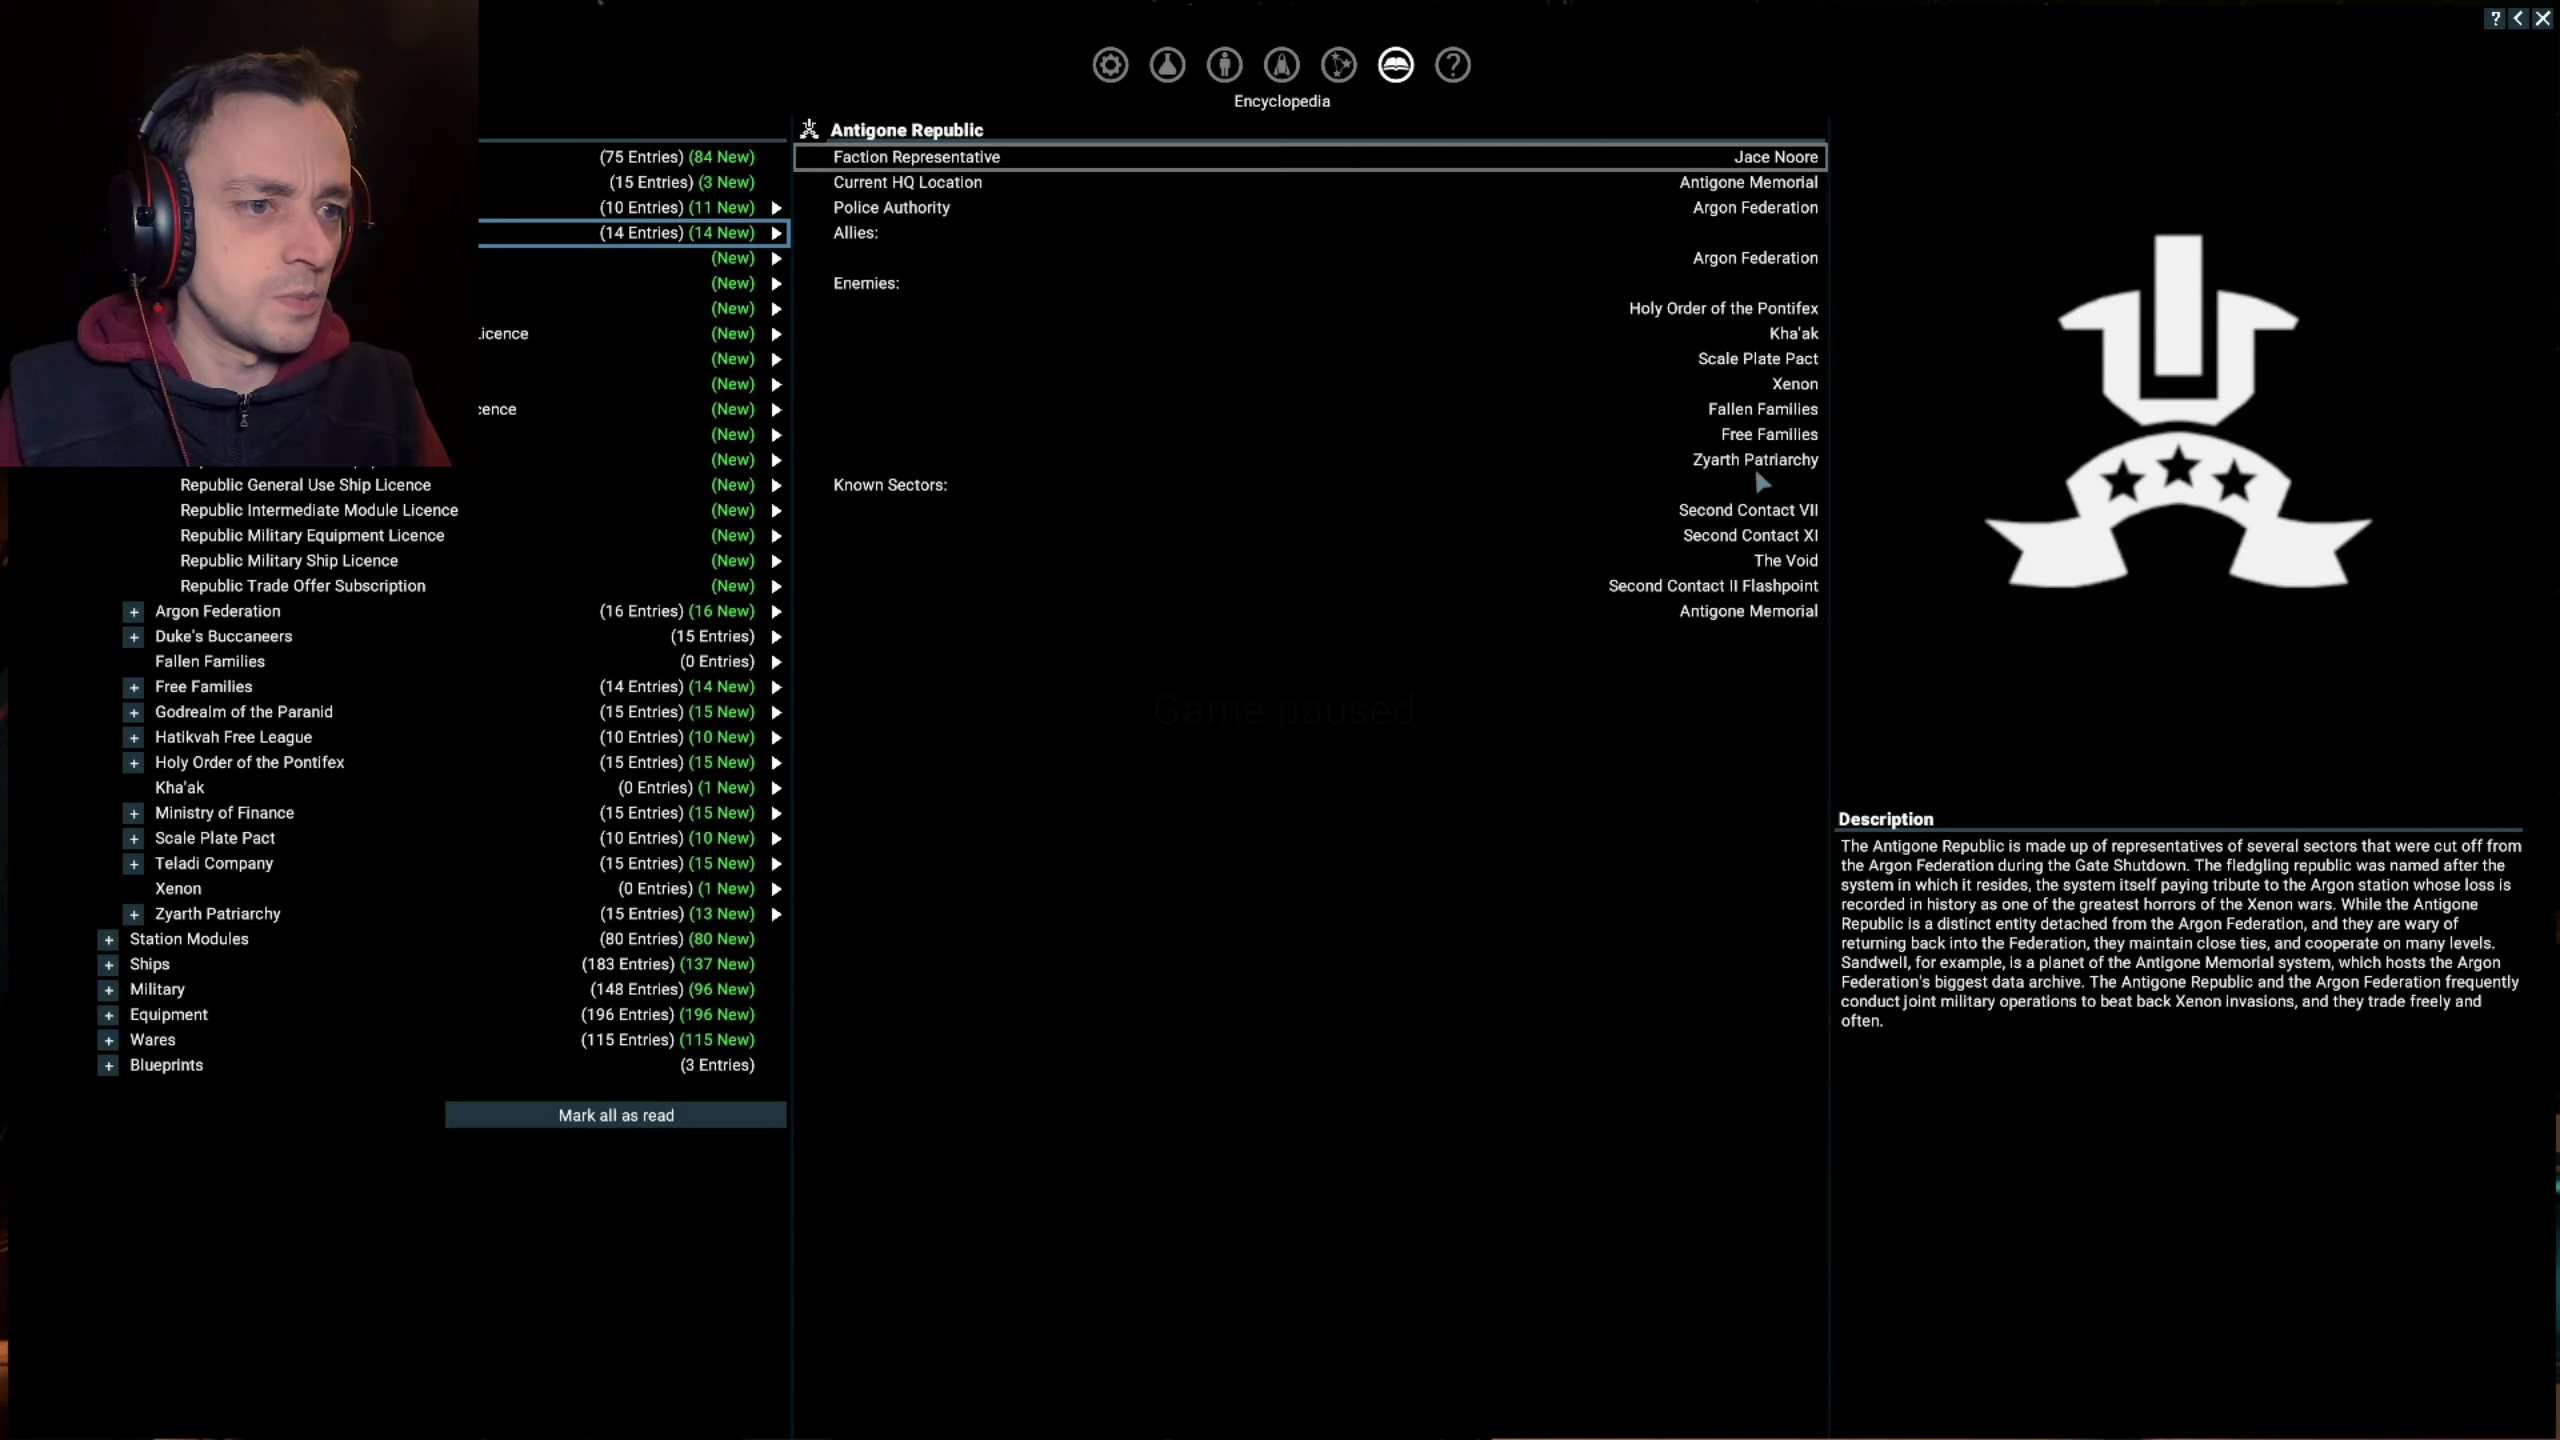 ?
Encyclopedia
(75 Entries) (84 New)
(15 Entries) (3 New)
(10 Entries) (11 New)
(14 Entries) (14 New)
(New)
(New)
(New)
Licence (New)
(New)
(New)
cence (New)
(New)
(New)
Republic General Use Ship Licence (New)
Republic Intermediate Module Licence (New)
Republic Military Equipment Licence (New)
Republic Military Ship Licence (New)
Republic Trade Offer Subscription (New)
+ Argon Federation (16 Entries) (16 New)
+ Duke's Buccaneers (15 Entries)
Fallen Families (0 Entries)
+ Free Families (14 Entries) (14 New)
+ Godrealm of the Paranid (15 Entries) (15 New)
+ Hatikvah Free League (10 Entries) (10 New)
+ Holy Order of the Pontifex (15 Entries) (15 New)
Kha'ak (0 Entries) (1 New)
+ Ministry of Finance (15 Entries) (15 New)
+ Scale Plate Pact (10 Entries) (10 New)
+ Teladi Company (15 Entries) (15 New)
Xenon (0 Entries) (1 New)
+ Zyarth Patriarchy (15 Entries) (13 New)
+ Station Modules (80 Entries) (80 New)
+ Ships (183 Entries) (137 New)
+ Military (148 Entries) (96 New)
+ Equipment (196 Entries) (196 New)
+ Wares (115 Entries) (115 New)
+ Blueprints (3 Entries)
Mark all as read
Antigone Republic
Faction Representative Jace Noore
Current HQ Location Antigone Memorial
Police Authority Argon Federation
Allies:
Argon Federation
Enemies:
Holy Order of the Pontifex
Kha'ak
Scale Plate Pact
Xenon
Fallen Families
Free Families
Zyarth Patriarchy
Known Sectors:
Second Contact VII
Second Contact XI
The Void
Second Contact II Flashpoint
Antigone Memorial
Game paused
Description
The Antigone Republic is made up of representatives of several sectors that were cut off from
the Argon Federation during the Gate Shutdown. The fledgling republic was named after the
system in which it resides, the system itself paying tribute to the Argon station whose loss is
recorded in history as one of the greatest horrors of the Xenon wars. While the Antigone
Republic is a distinct entity detached from the Argon Federation, and they are wary of
returning back into the Federation, they maintain close ties, and cooperate on many levels.
Sandwell, for example, is a planet of the Antigone Memorial system, which hosts the Argon
Federation's biggest data archive. The Antigone Republic and the Argon Federation frequently
conduct joint military operations to beat back Xenon invasions, and they trade freely and
often.